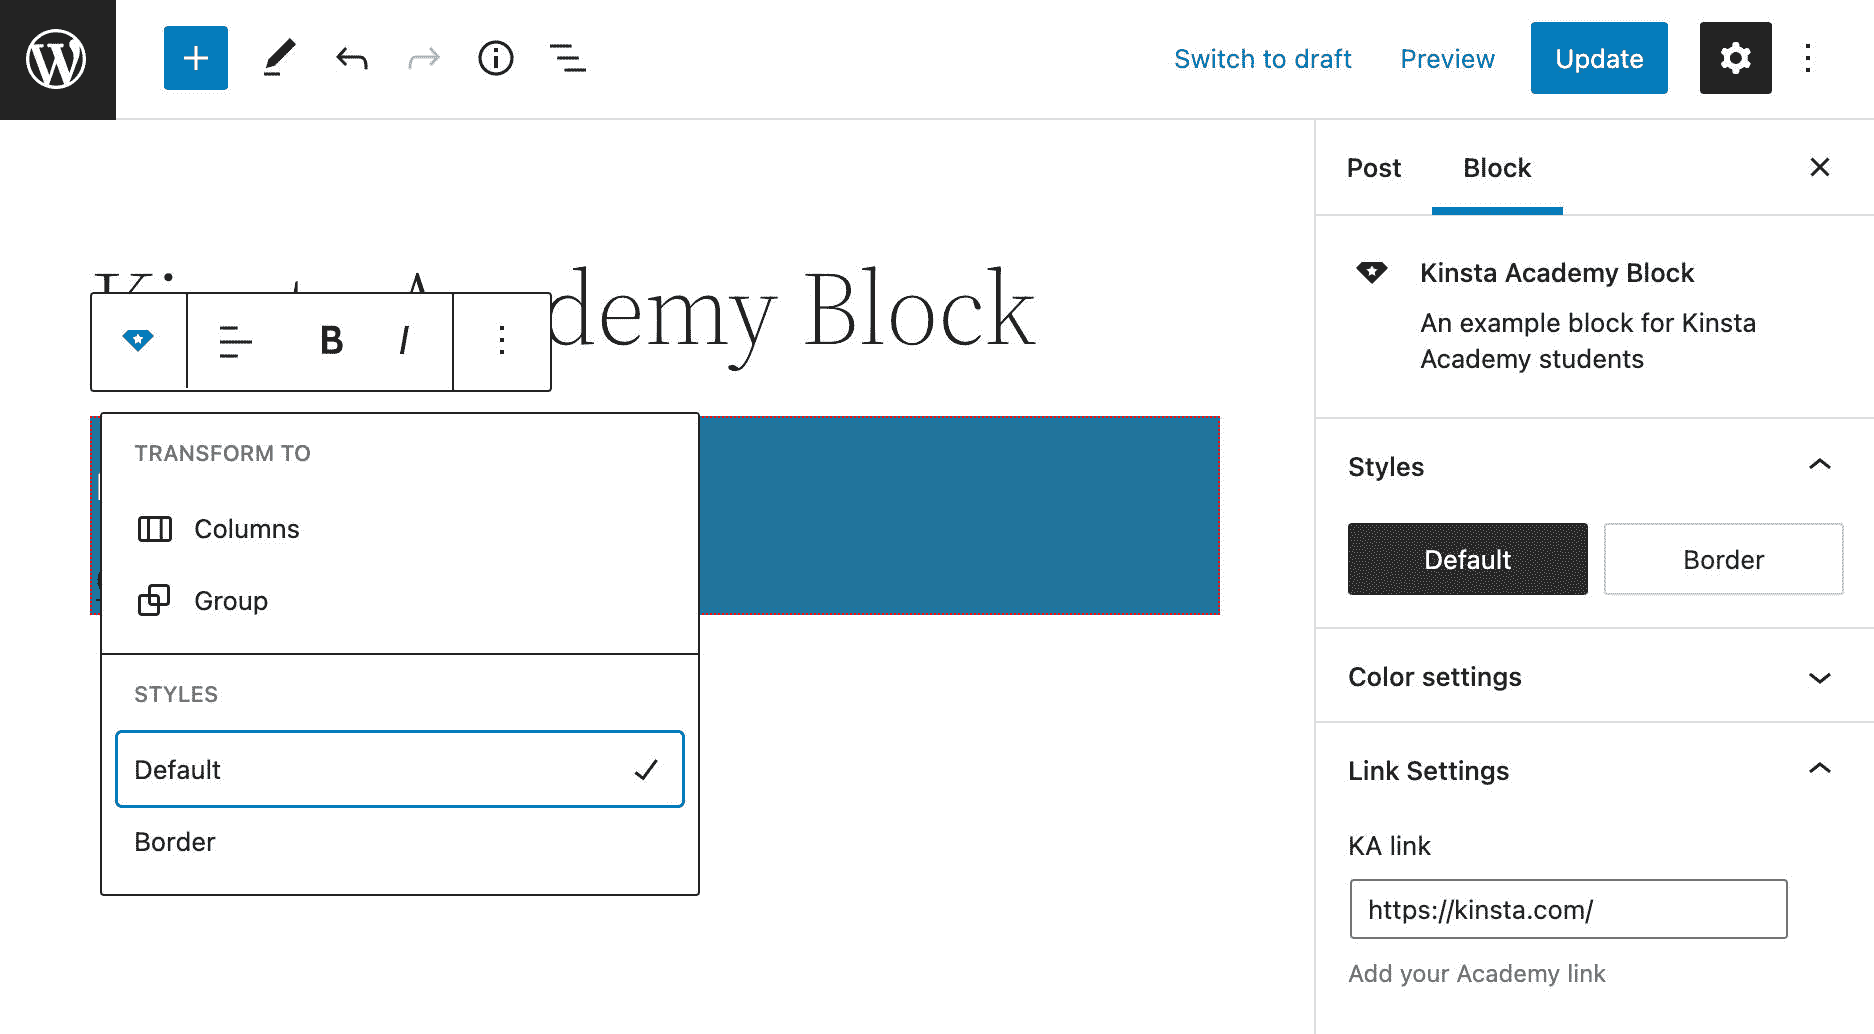 Switch to draft
Preview
Update
Post
Block
Kinsta Academy Block
B I
TRANSFORM TO
Columns
Group
STYLES
Default
Border
Kinsta Academy Block
An example block for Kinsta
Academy students
Styles
Default
Border
Color settings
Link Settings
KA link
https://kinsta.com/
Add your Academy link